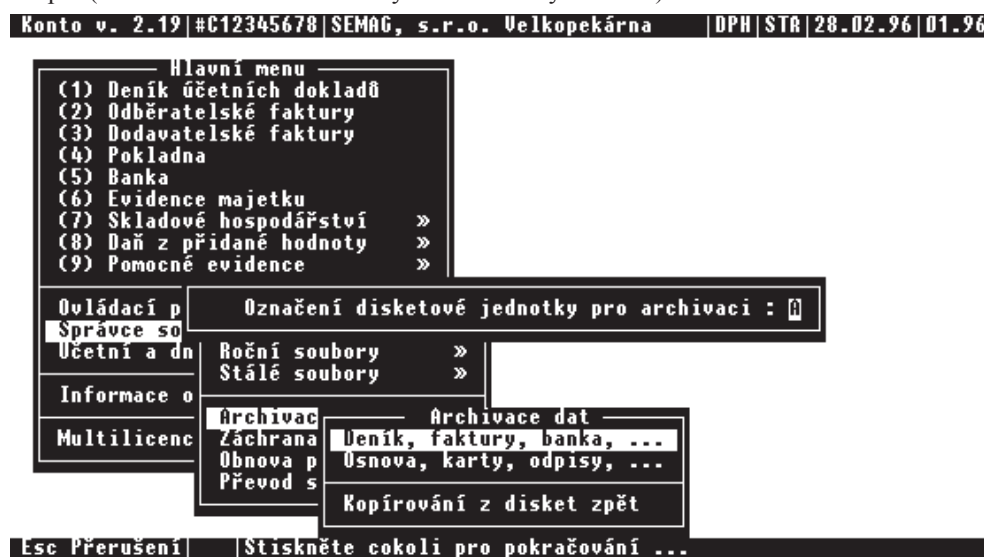 Konto v. 2.19|#C12345678|SEMAG, s.r.o. Velkopekárna |DPH|STR|28.02.96|01.96
Hlavní menu
(1) Deník účetních dokladů
(2) Odběratelské faktury
(3) Dodavatelské faktury
(4) Pokladna
(5) Banka
(6) Evidence majetku
(7) Skladové hospodářství »
(8) Daň z přidané hodnoty »
(9) Pomocné evidence »
Ovládací p
Označení disketové jednotky pro archivaci : A
Správce so
Účetní a dn
Roční soubory »
Stálé soubory »
Informace o
Archivac
Archivace dat
Multilicenc
Záchrana
Deník, faktury, banka, ...
Obnova p
Osnova, karty, odpisy, ...
Převod s
Kopírování z disket zpět
Esc Přerušení| |Stiskněte cokoli pro pokračování ...